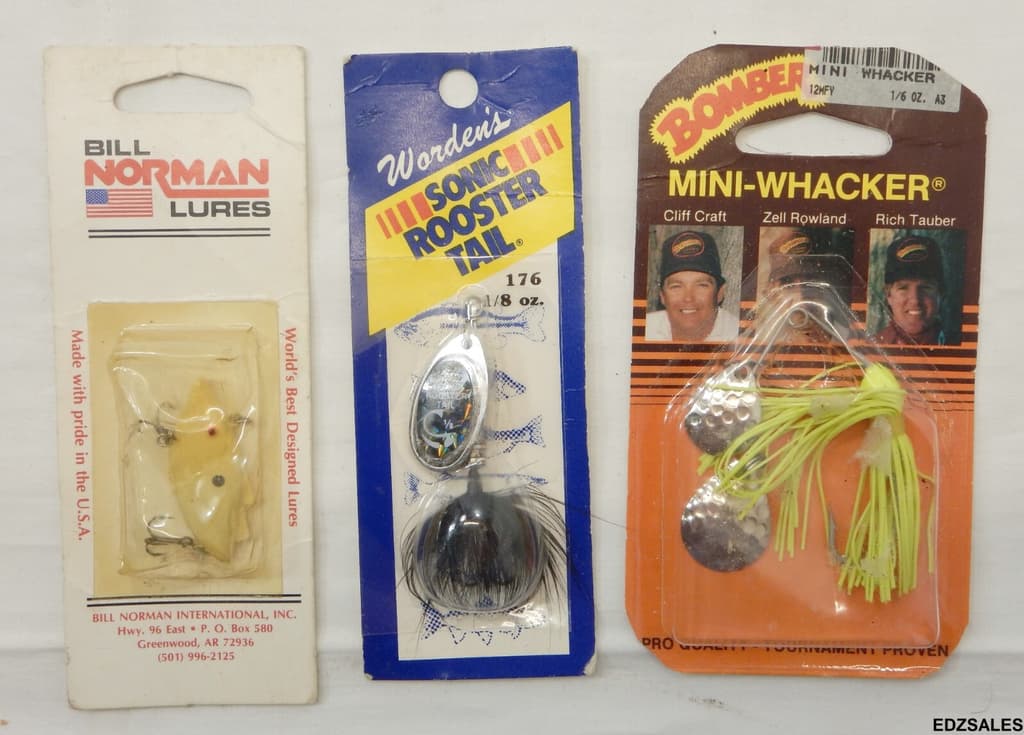 BILL
NORMAN
LURES
World's Best Designed Lures
Made with pride in the U.S.A.
BILL NORMAN INTERNATIONAL, INC.
Hwy. 96 East • P. O. Box 580
Greenwood, AR 72936
(501) 996-2125
Worden's
SONIC
ROOSTER
TAIL®
176
1/8 oz.
BOMBER
MINI WHACKER
12MFY 1/6 OZ. A3
MINI-WHACKER®
Cliff Craft Zell Rowland Rich Tauber
PRO QUALITY - TOURNAMENT PROVEN
EDZSALES